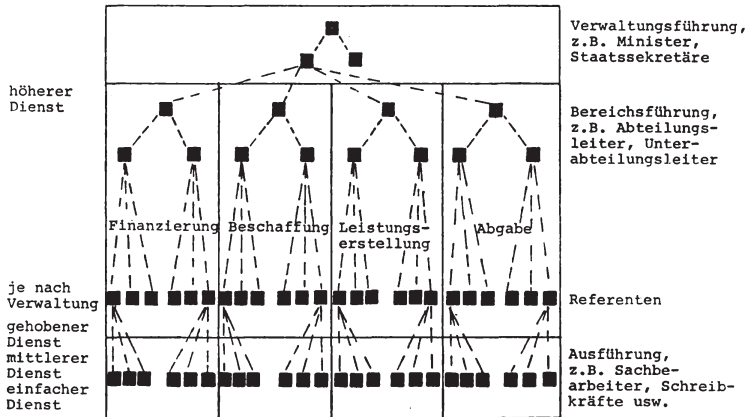 Verwaltungsführung,
z.B. Minister,
Staatssekretäre
höherer
Dienst
Bereichsführung,
z.B. Abteilungs-
leiter, Unter-
abteilungsleiter
Finanzierung
Beschaffung
Leistungs-
erstellung
Abgabe
je nach
Verwaltung
Referenten
gehobener
Dienst
mittlerer
Dienst
einfacher
Dienst
Ausführung,
z.B. Sachbe-
arbeiter, Schreib-
kräfte usw.